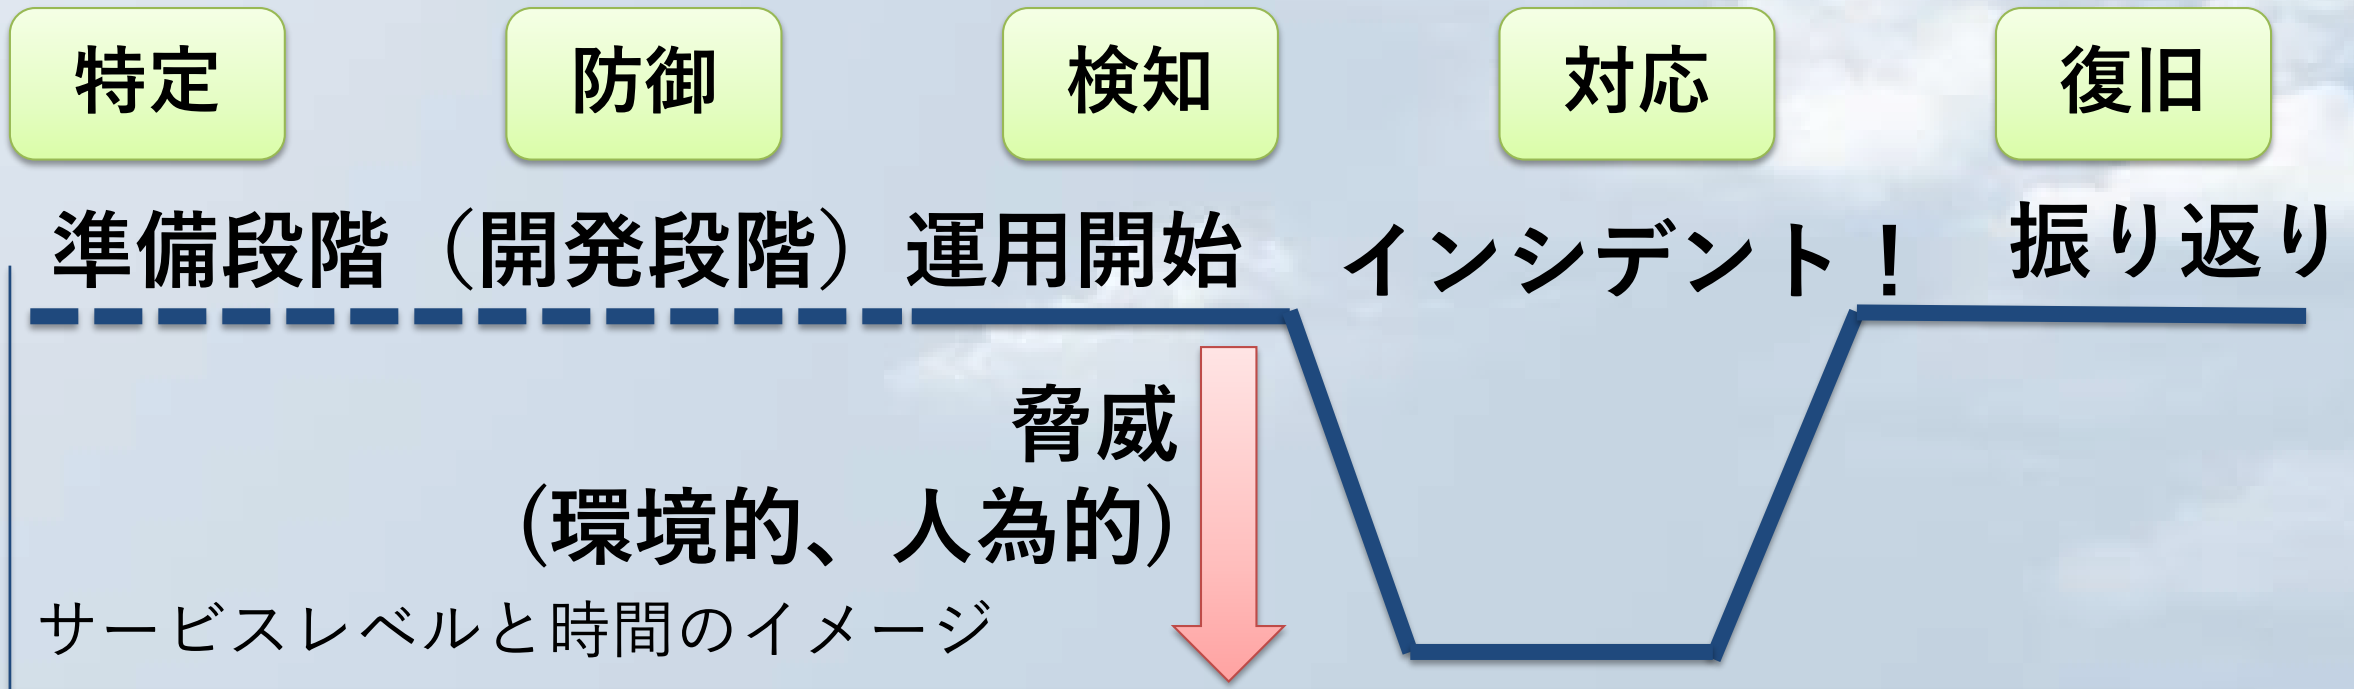 特定
防御
検知
対応
復旧
準備段階（開発段階）
運用開始
インシデント！
振り返り
脅威
（環境的、人為的）
サービスレベルと時間のイメージ